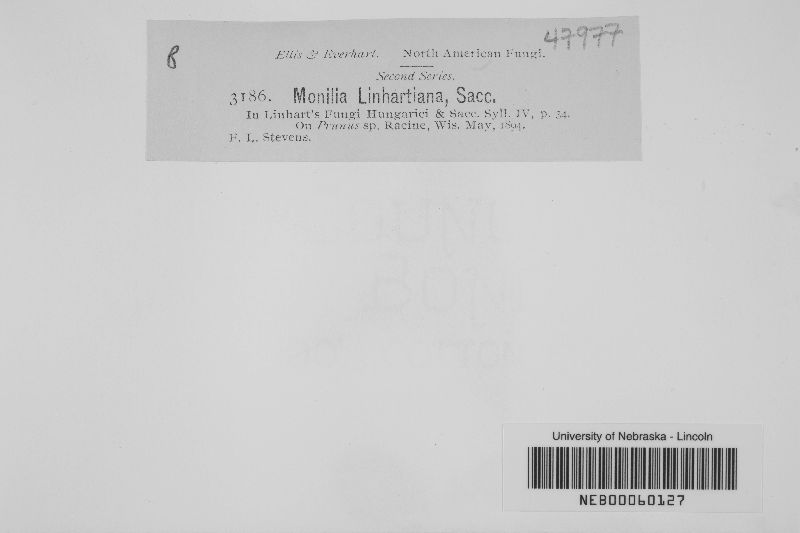 47977
B
Ellis & Everhart. North American Fungi.
Second Series.
3186. Monilia Linhartiana, Sacc.
In Linhart's Fungi Hungarici & Sacc. Syll. IV, p. 34.
On Prunus sp. Racine, Wis. May, 1894.
F. L. Stevens.
University of Nebraska - Lincoln
NEB00060127